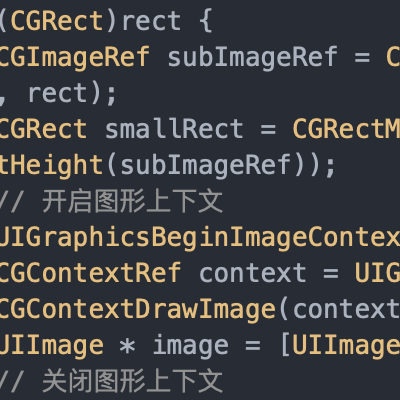 (CGRect)rect {
CGImageRef subImageRef = C
, rect);
CGRect smallRect = CGRectM
tHeight(subImageRef));
// 开启图形上下文
UIGraphicsBeginImageContex
CGContextRef context = UIG
CGContextDrawImage(context
UIImage * image = [UIImage
// 关闭图形上下文